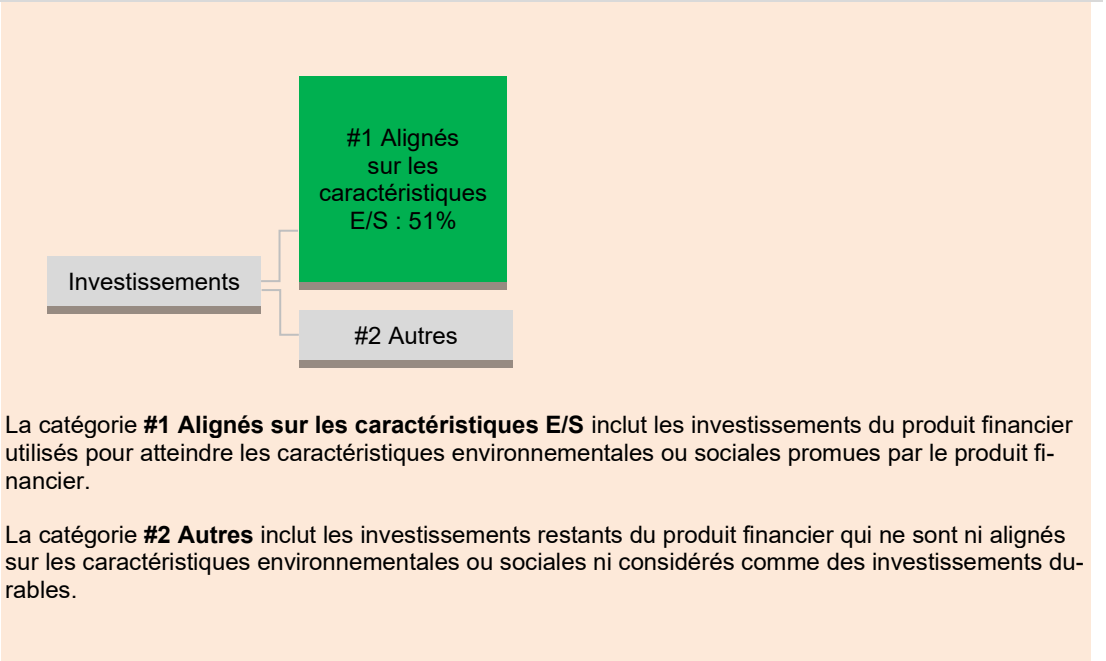 #1 Alignés
sur les
caractéristiques
E/S : 51%
Investissements
#2 Autres
La catégorie #1 Alignés sur les caractéristiques E/S inclut les investissements du produit financier
utilisés pour atteindre les caractéristiques environnementales ou sociales promues par le produit fi-
nancier.
La catégorie #2 Autres inclut les investissements restants du produit financier qui ne sont ni alignés
sur les caractéristiques environnementales ou sociales ni considérés comme des investissements du-
rables.